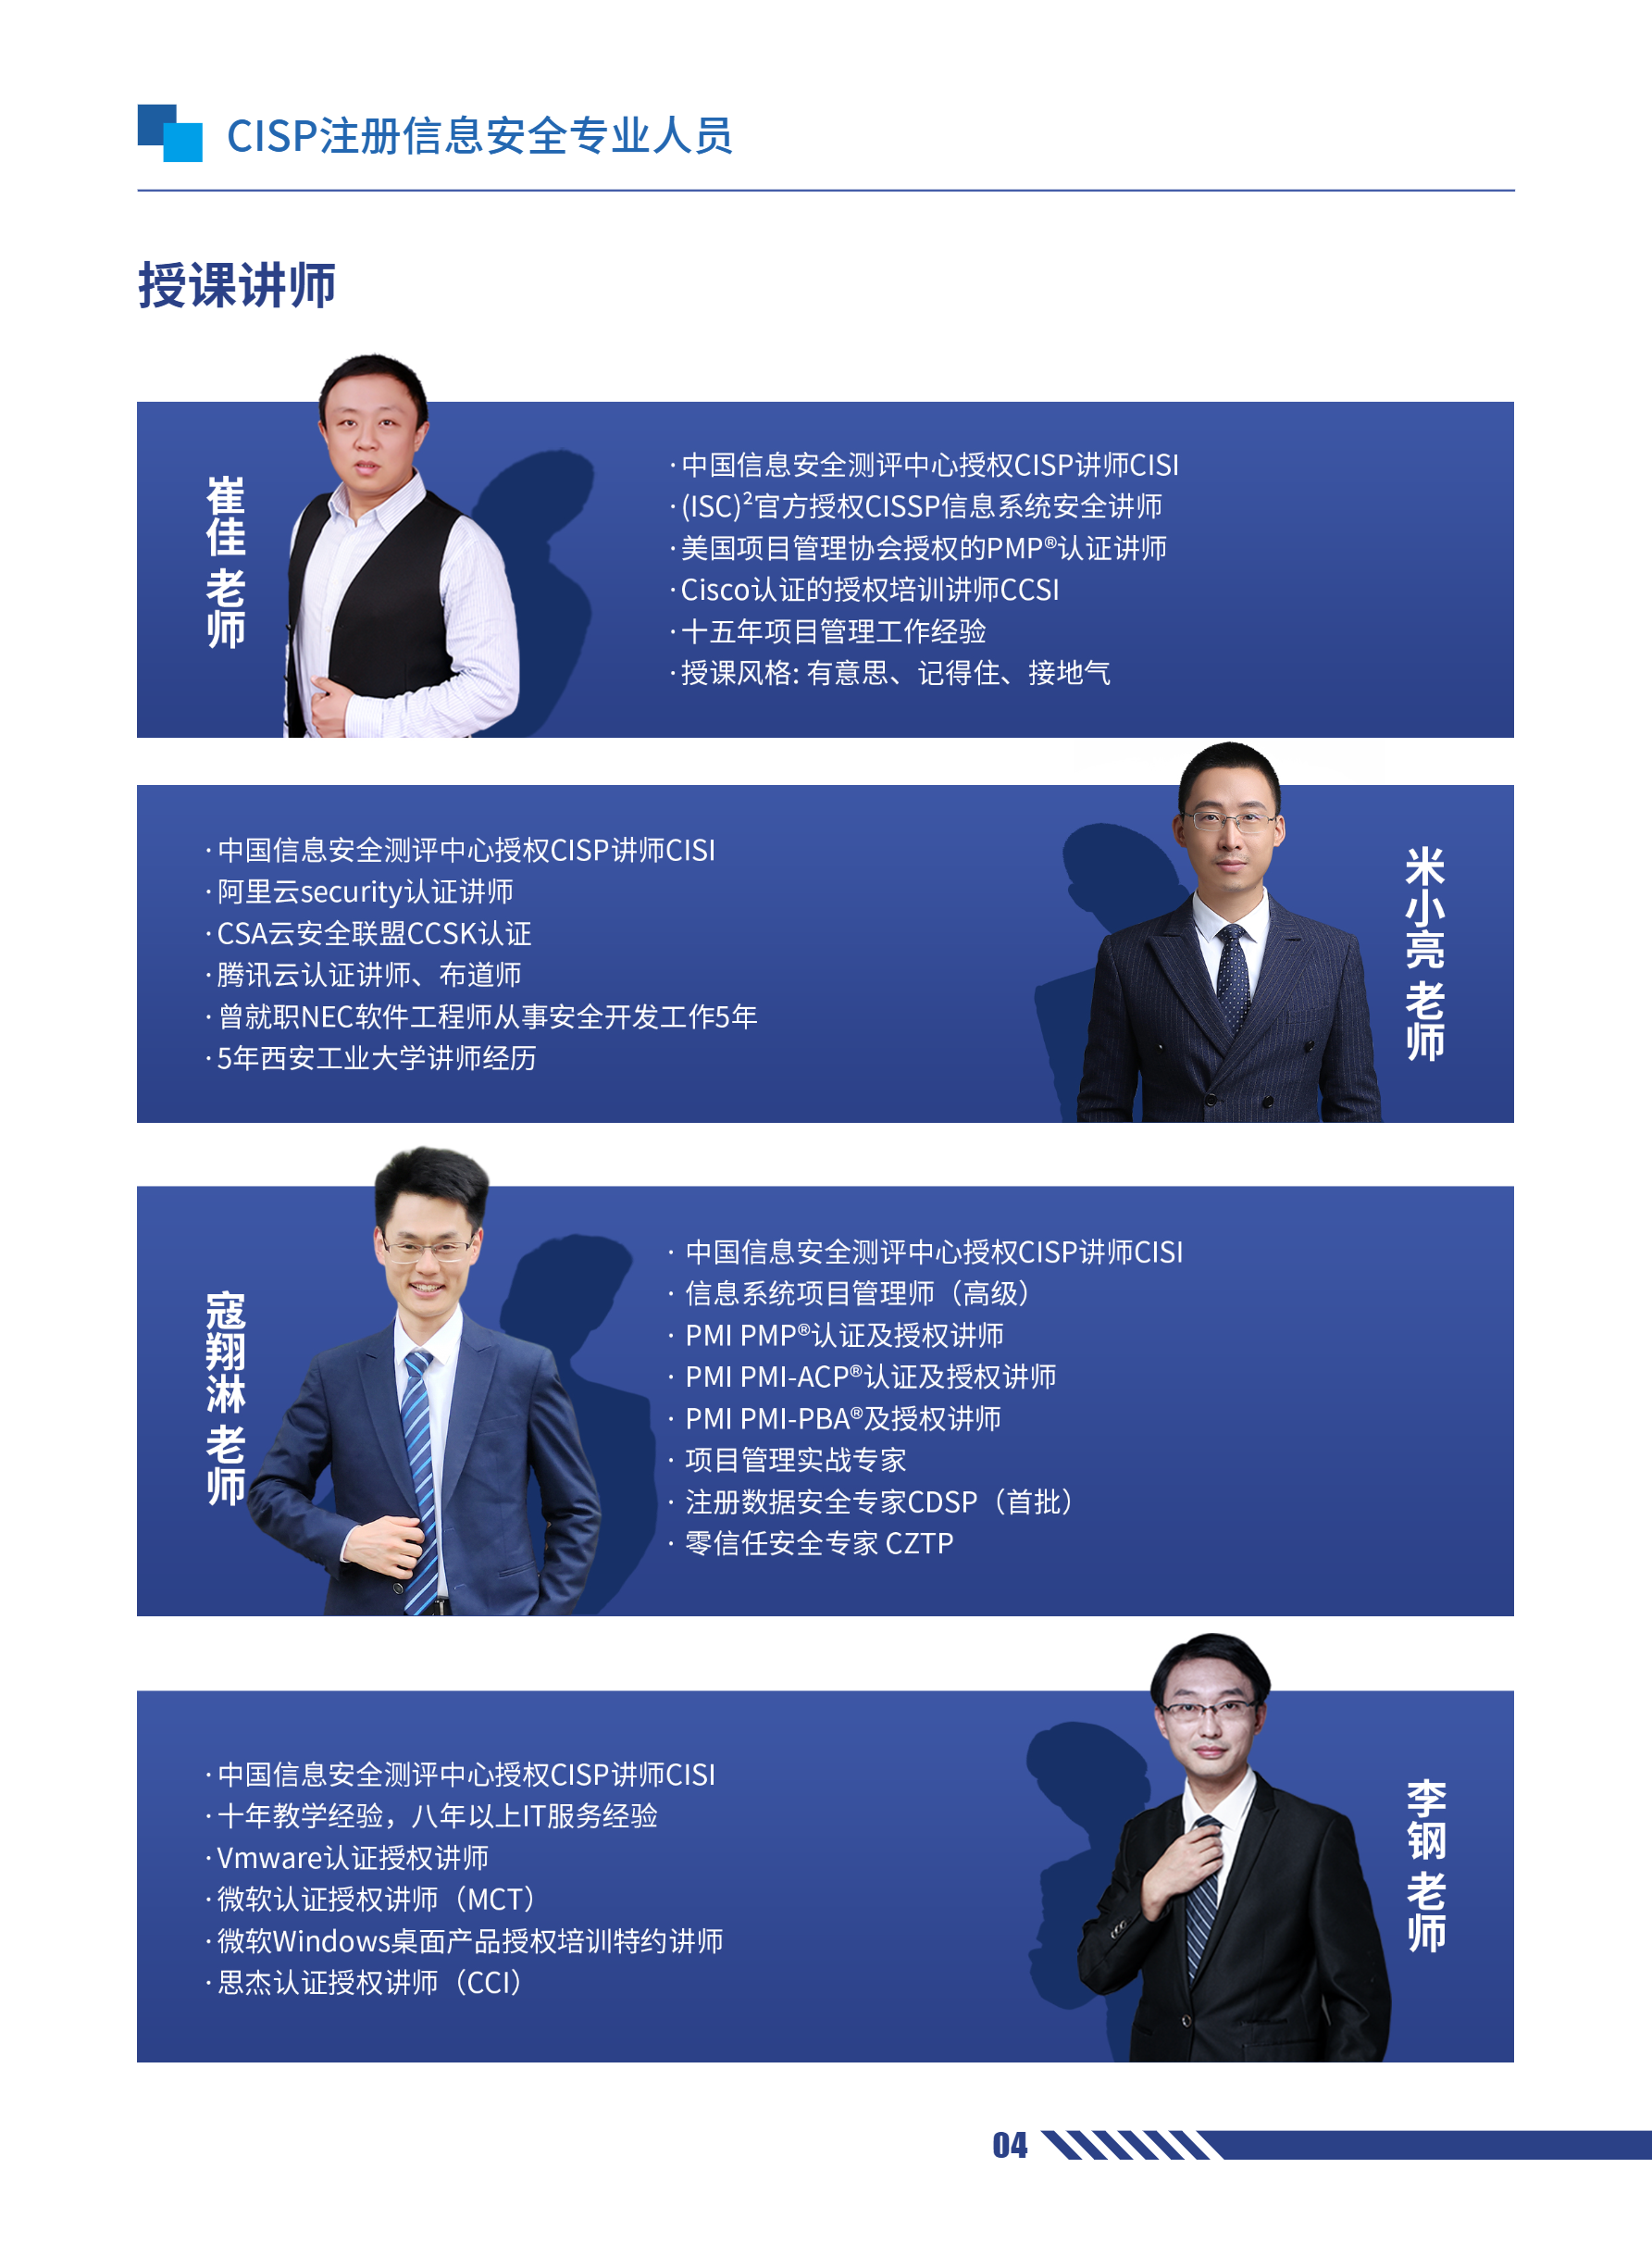 CISP注册信息安全专业人员
授课讲师
崔佳 老师
·中国信息安全测评中心授权CISP讲师CISI
·(ISC)²官方授权CISSP信息系统安全讲师
·美国项目管理协会授权的PMP®认证讲师
·Cisco认证的授权培训讲师CCSI
·十五年项目管理工作经验
·授课风格: 有意思、记得住、接地气
·中国信息安全测评中心授权CISP讲师CISI
·阿里云security认证讲师
·CSA云安全联盟CCSK认证
·腾讯云认证讲师、布道师
·曾就职NEC软件工程师从事安全开发工作5年
·5年西安工业大学讲师经历
米小亮 老师
寇翔淋 老师
· 中国信息安全测评中心授权CISP讲师CISI
· 信息系统项目管理师（高级）
· PMI PMP®认证及授权讲师
· PMI PMI-ACP®认证及授权讲师
· PMI PMI-PBA®及授权讲师
· 项目管理实战专家
· 注册数据安全专家CDSP（首批）
· 零信任安全专家 CZTP
·中国信息安全测评中心授权CISP讲师CISI
·十年教学经验，八年以上IT服务经验
·Vmware认证授权讲师
·微软认证授权讲师（MCT）
·微软Windows桌面产品授权培训特约讲师
·思杰认证授权讲师（CCI）
李钢 老师
04